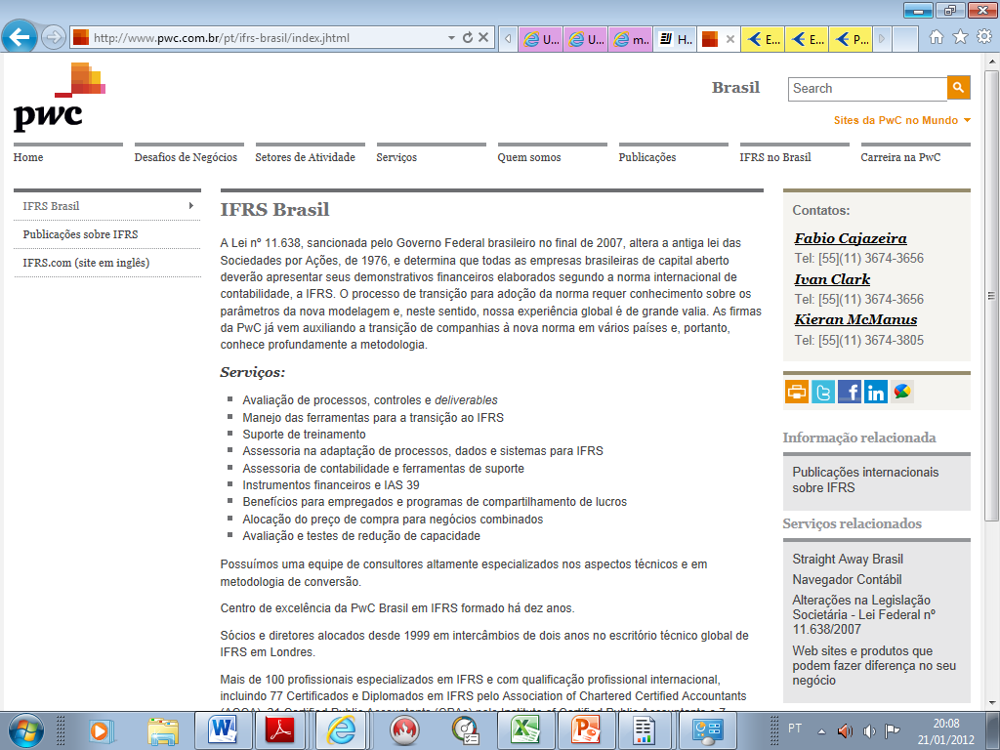 http://www.pwc.com.br/pt/ifrs-brasil/index.jhtml
U...
U...
m...
H..
E...
E...
P...
pwc
Brasil
Search
Sites da PwC no Mundo
Home
Desafios de Negócios
Setores de Atividade
Serviços
Quem somos
Publicações
IFRS no Brasil
Carreira na PwC
IFRS Brasil
Publicações sobre IFRS
IFRS.com (site em inglês)
IFRS Brasil
A Lei nº 11.638, sancionada pelo Governo Federal brasileiro no final de 2007, altera a antiga lei das
Sociedades por Ações, de 1976, e determina que todas as empresas brasileiras de capital aberto
deverão apresentar seus demonstrativos financeiros elaborados segundo a norma internacional de
contabilidade, a IFRS. O processo de transição para adoção da norma requer conhecimento sobre os
parâmetros da nova modelagem e, neste sentido, nossa experiência global é de grande valia. As firmas
da PwC já vem auxiliando a transição de companhias à nova norma em vários países e, portanto,
conhece profundamente a metodologia.
Serviços:
Avaliação de processos, controles e deliverables
Manejo das ferramentas para a transição ao IFRS
Suporte de treinamento
Assessoria na adaptação de processos, dados e sistemas para IFRS
Assessoria de contabilidade e ferramentas de suporte
Instrumentos financeiros e IAS 39
Benefícios para empregados e programas de compartilhamento de lucros
Alocação do preço de compra para negócios combinados
Avaliação e testes de redução de capacidade
Possuímos uma equipe de consultores altamente especializados nos aspectos técnicos e em
metodologia de conversão.
Centro de excelência da PwC Brasil em IFRS formado há dez anos.
Sócios e diretores alocados desde 1999 em intercâmbios de dois anos no escritório técnico global de
IFRS em Londres.
Mais de 100 profissionais especializados em IFRS e com qualificação profissional internacional,
incluindo 77 Certificados e Diplomados em IFRS pelo Association of Chartered Certified Accountants
(ACCA), 21 Certified Public Accountants (CPAs) pelo Institute of Certified Public Accountants e 7
Contatos:
Fabio Cajazeira
Tel: [55](11) 3674-3656
Ivan Clark
Tel: [55](11) 3674-3656
Kieran McManus
Tel: [55](11) 3674-3805
Informação relacionada
Publicações internacionais
sobre IFRS
Serviços relacionados
Straight Away Brasil
Navegador Contábil
Alterações na Legislação
Societária - Lei Federal nº
11.638/2007
Web sites e produtos que
podem fazer diferença no seu
negócio
PT
20:08
21/01/2012